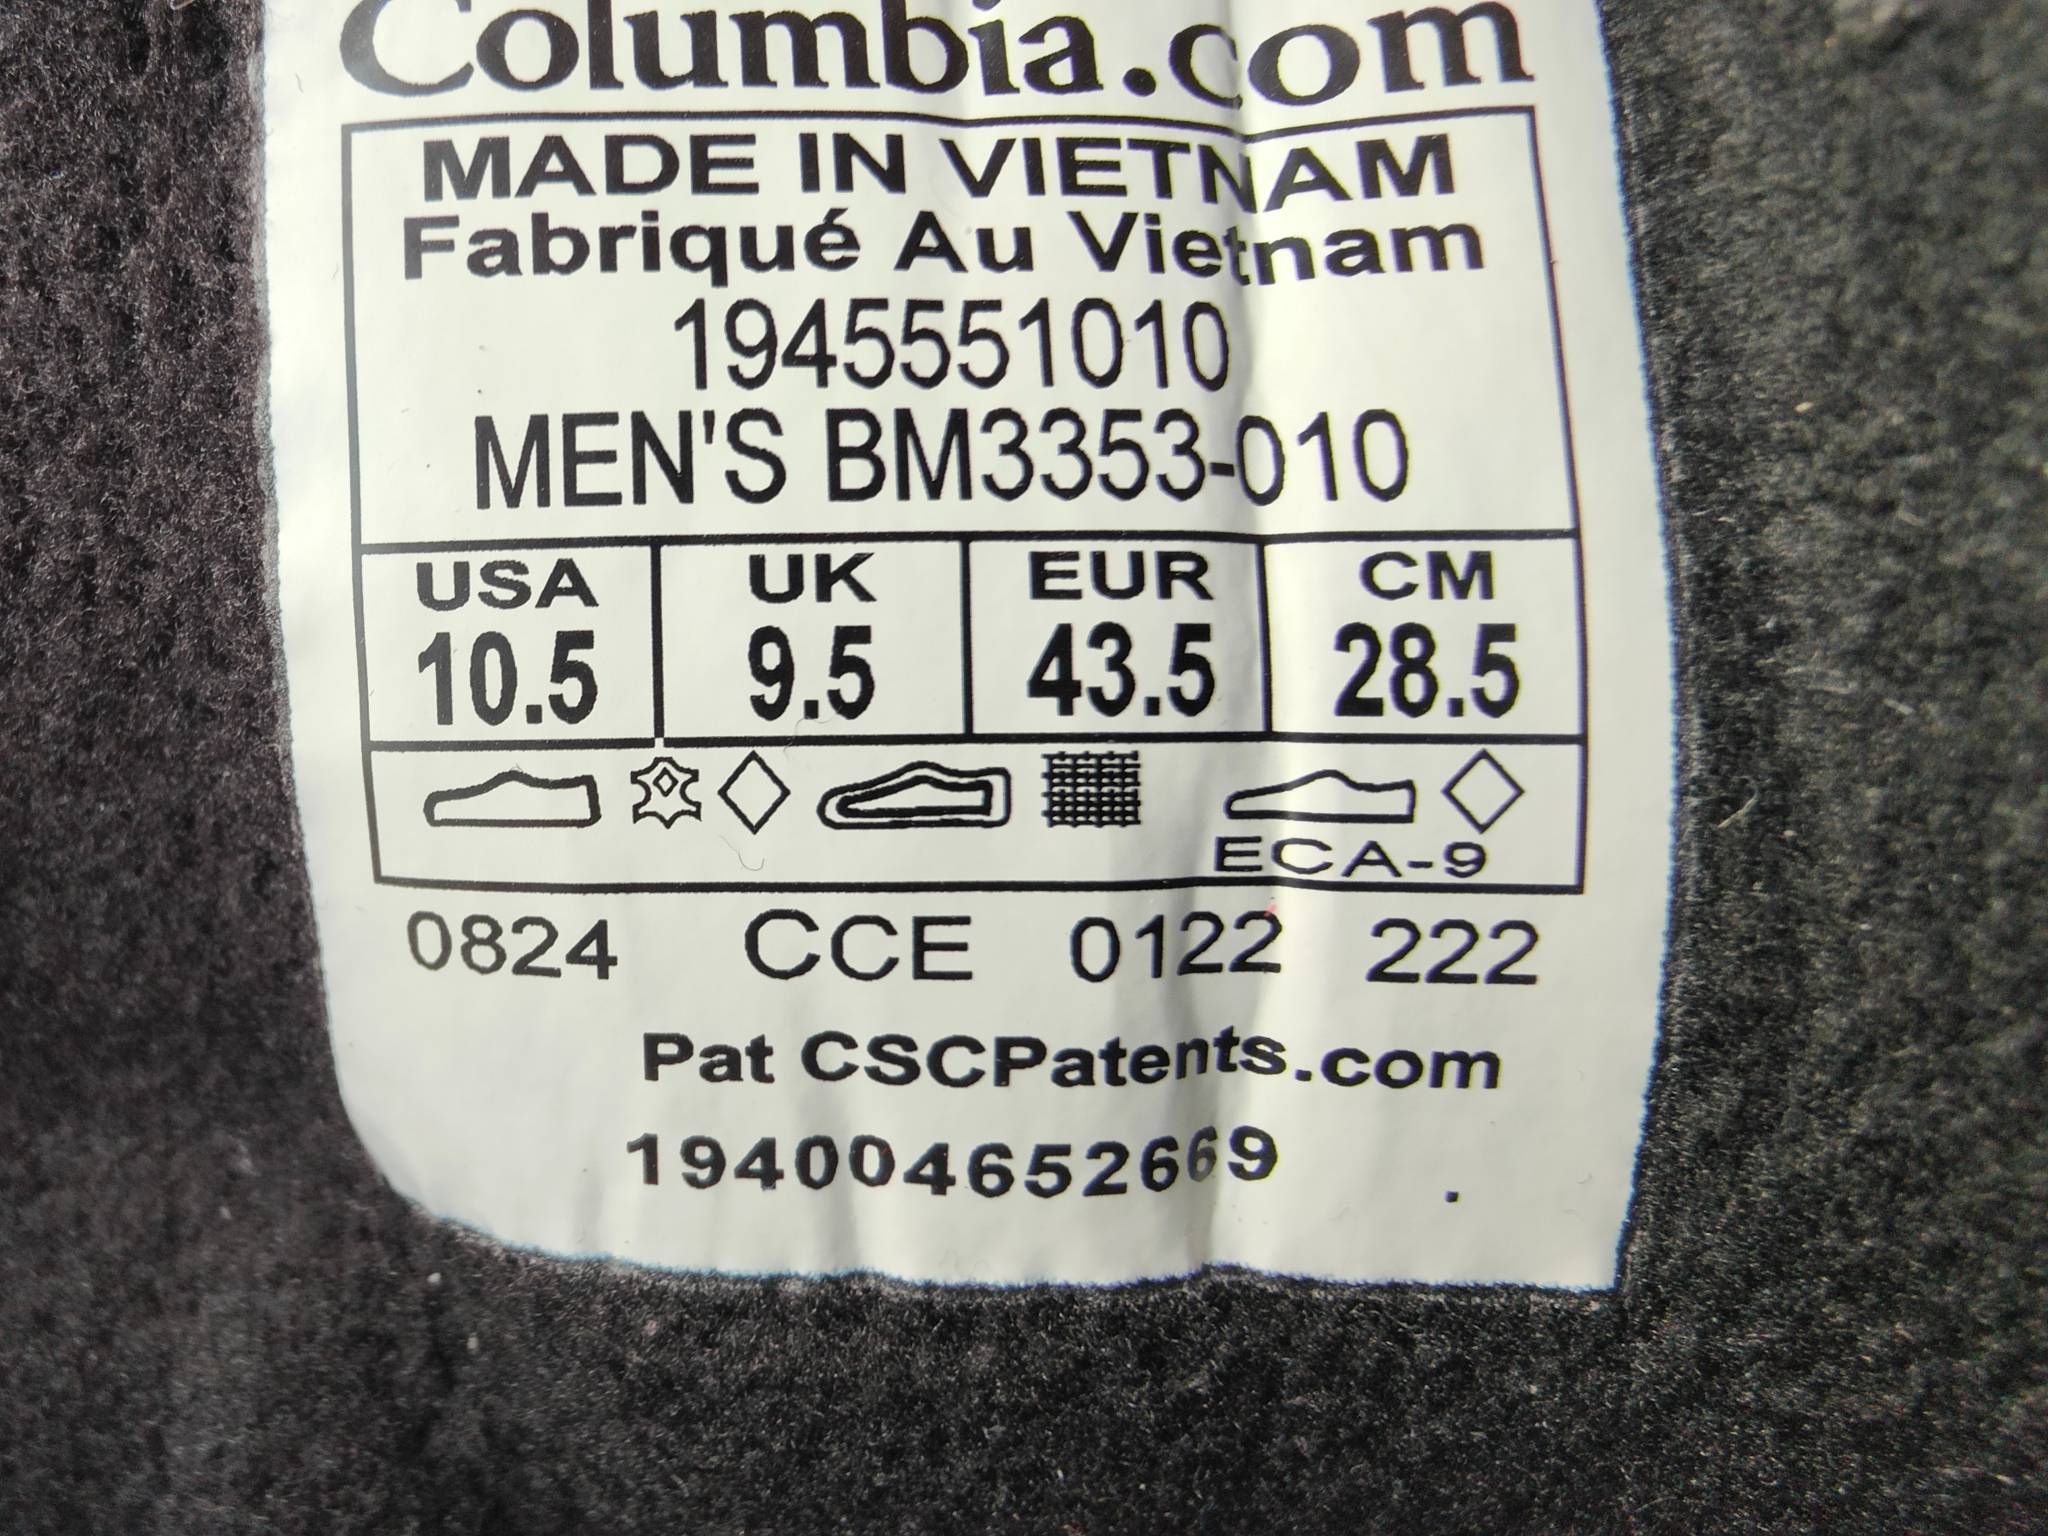 Columbia.com
MADE IN VIETNAM
Fabriqué Au Vietnam
1945551010
MEN'S BM3353-010
USA UK EUR CM
10.5 9.5 43.5 28.5
ECA-9
0824 CCE 0122 222
Pat CSCPatents.com
194004652669